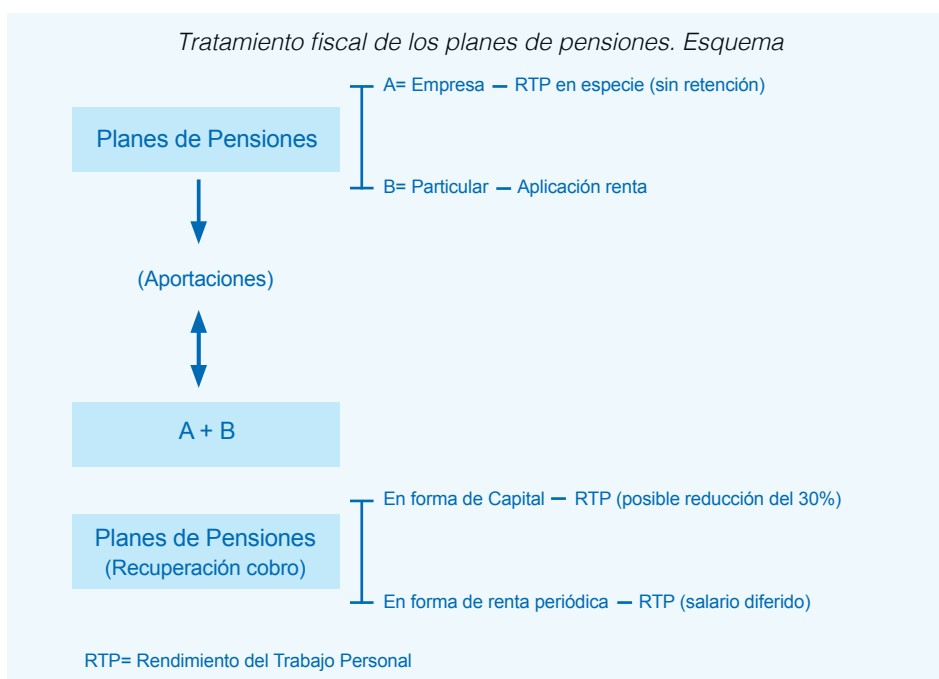 Tratamiento fiscal de los planes de pensiones. Esquema
A= Empresa — RTP en especie (sin retención)
Planes de Pensiones
B= Particular — Aplicación renta
(Aportaciones)
A + B
En forma de Capital — RTP (posible reducción del 30%)
Planes de Pensiones
(Recuperación cobro)
En forma de renta periódica — RTP (salario diferido)
RTP= Rendimiento del Trabajo Personal